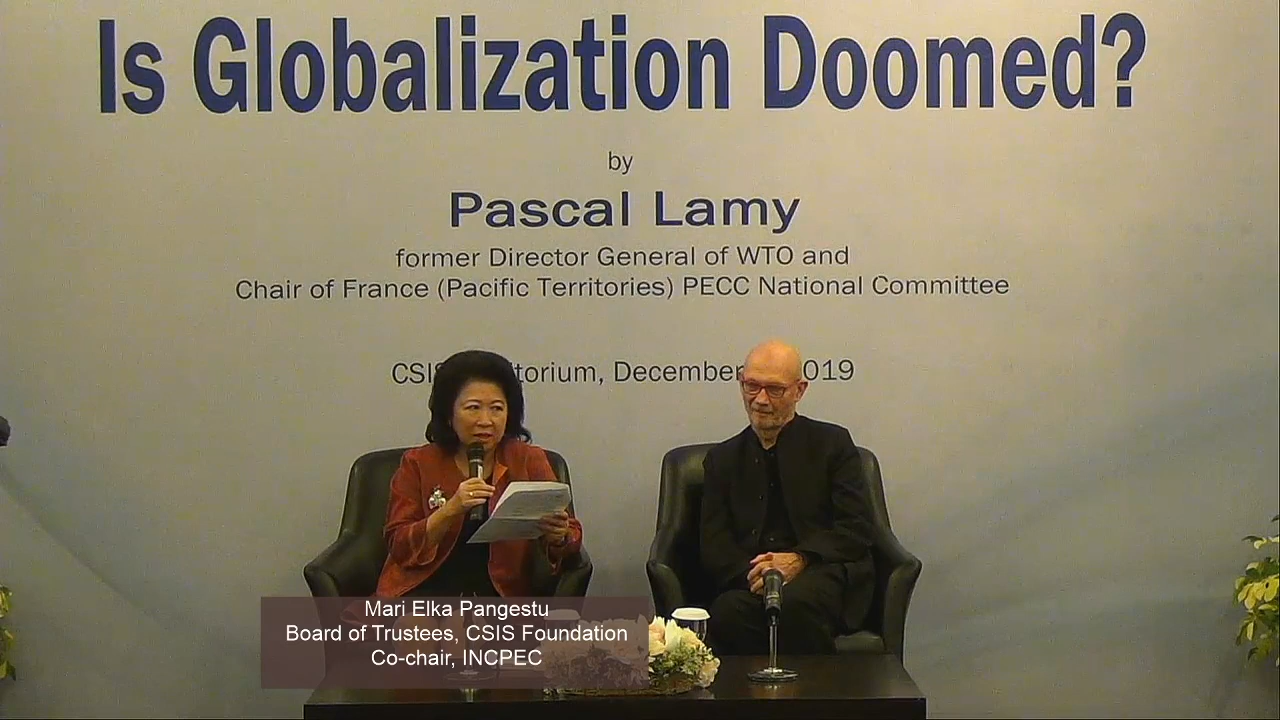 Is Globalization Doomed?
by
Pascal Lamy
former Director General of WTO and
Chair of France (Pacific Territories) PECC National Committee
December
Mari Elka Pangestu
Board of Trustees, CSIS Foundation
Co-chair, INCPEC